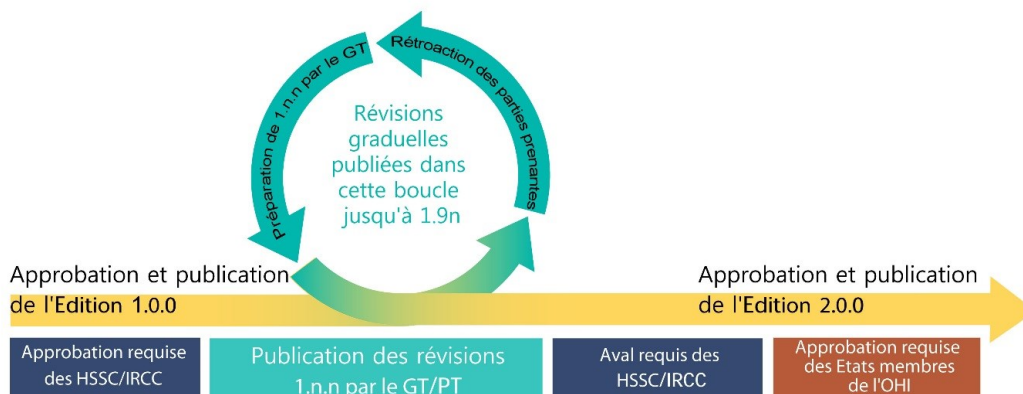 Préparation de 1.n.n par le GT
Rétroaction des parties prenantes
Révisions
graduelles
publiées dans
cette boucle
jusqu'à 1.9n
Approbation et publication
de l'Edition 1.0.0
Approbation et publication
de l'Edition 2.0.0
Approbation requise
des HSSC/IRCC
Publication des révisions
1.n.n par le GT/PT
Aval requis des
HSSC/IRCC
Approbation requise
des Etats membres
de l'OHI